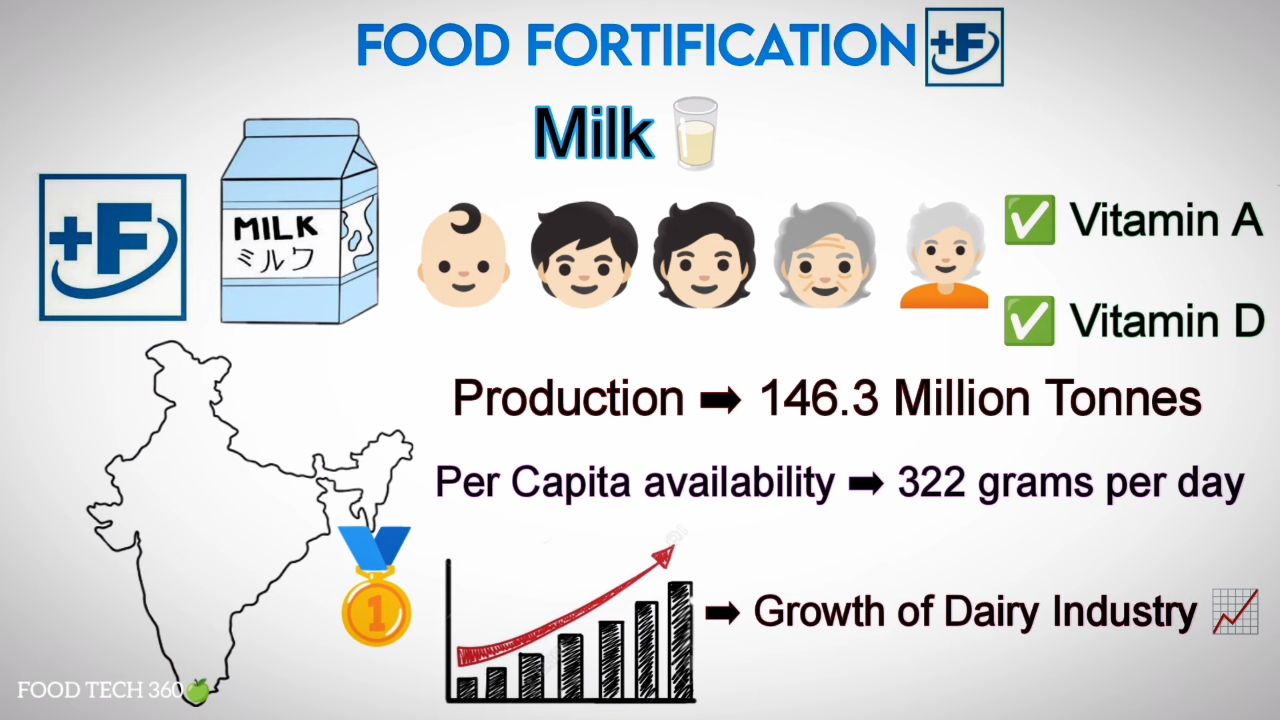 FOOD FORTIFICATION +F
Milk
+F
MILK
ミルワ
✅ Vitamin A
✅ Vitamin D
Production ➡ 146.3 Million Tonnes
Per Capita availability ➡ 322 grams per day
1
➡ Growth of Dairy Industry
FOOD TECH 360